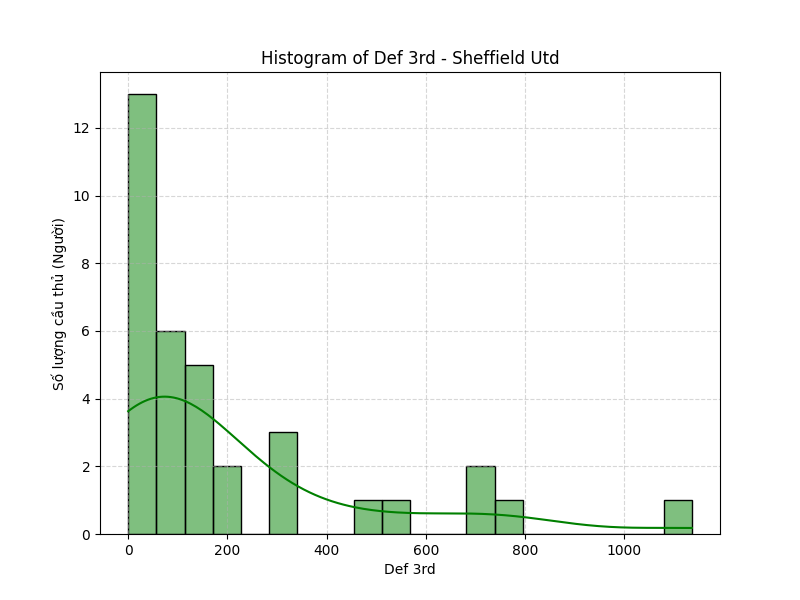 Histogram of Def 3rd - Sheffield Utd
Số lượng cầu thủ (Người)
12
10
8
6
4
2
0
0 200 400 600 800 1000
Def 3rd